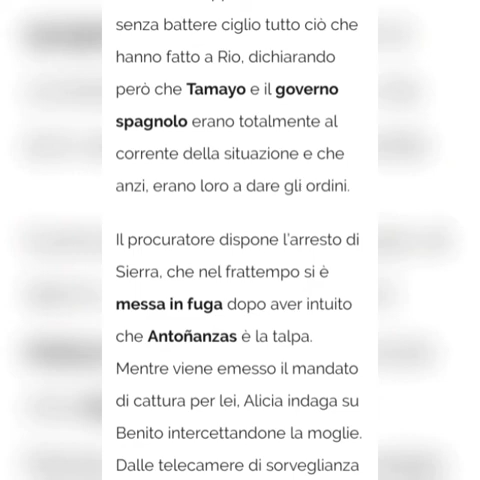 senza battere ciglio tutto ciò che
hanno fatto a Rio, dichiarando
però che Tamayo e il governo
spagnolo erano totalmente al
corrente della situazione e che
anzi, erano loro a dare gli ordini.
Il procuratore dispone l'arresto di
Sierra, che nel frattempo si è
messa in fuga dopo aver intuito
che Antoñanzas è la talpa.
Mentre viene emesso il mandato
di cattura per lei, Alicia indaga su
Benito intercettandone la moglie.
Dalle telecamere di sorveglianza